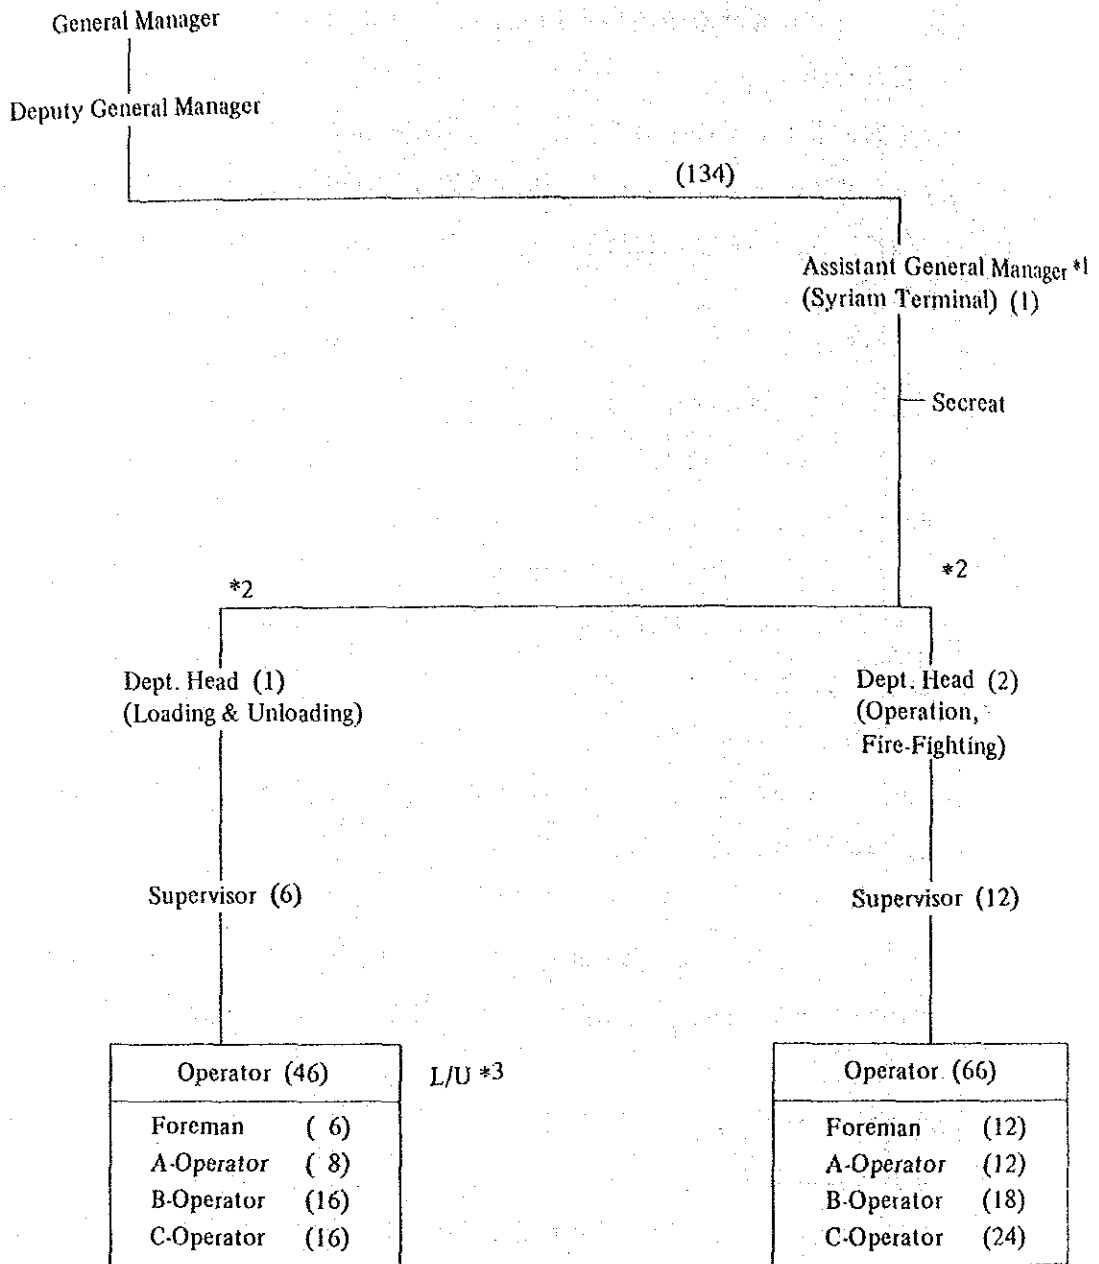 General Manager
Deputy General Manager
(134)
Assistant General Manager *1
(Syriam Terminal) (1)
Secreat
*2
*2
Dept. Head (1)
(Loading & Unloading)
Dept. Head (2)
(Operation,
Fire-Fighting)
Supervisor (6)
Supervisor (12)
Operator (46)
L/U *3
Foreman ( 6)
A-Operator ( 8)
B-Operator (16)
C-Operator (16)
Operator (66)
Foreman (12)
A-Operator (12)
B-Operator (18)
C-Operator (24)